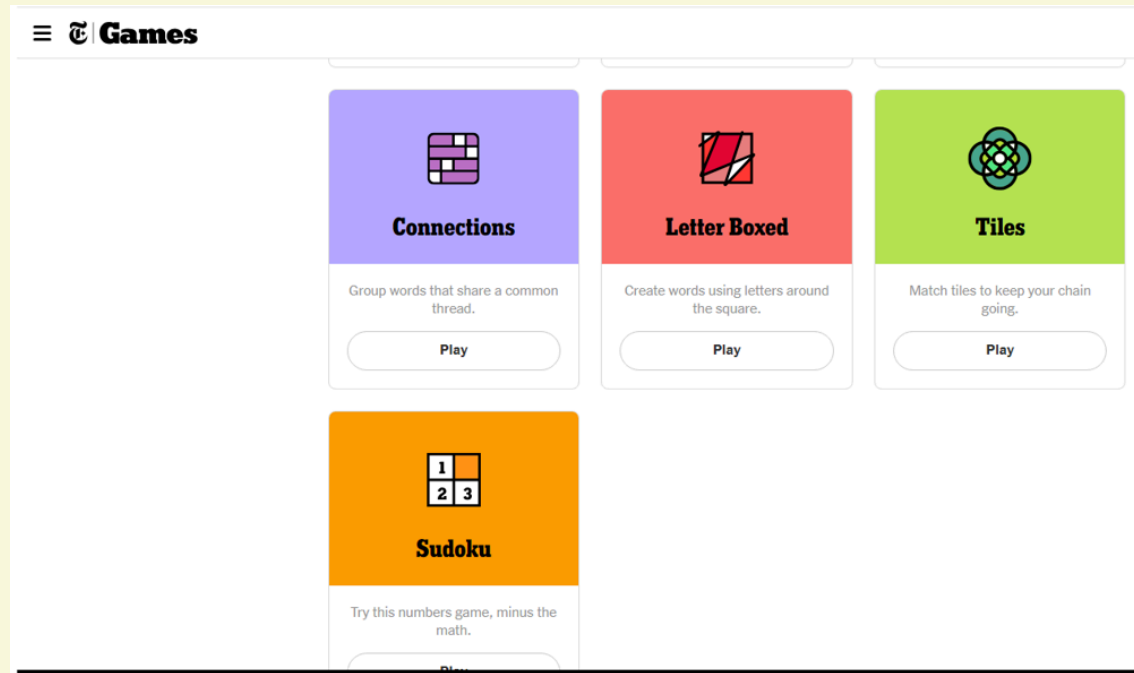 T Games
Connections
Group words that share a common
thread.
Play
Letter Boxed
Create words using letters around
the square.
Play
Tiles
Match tiles to keep your chain
going.
Play
1
2 3
Sudoku
Try this numbers game, minus the
math.
Play